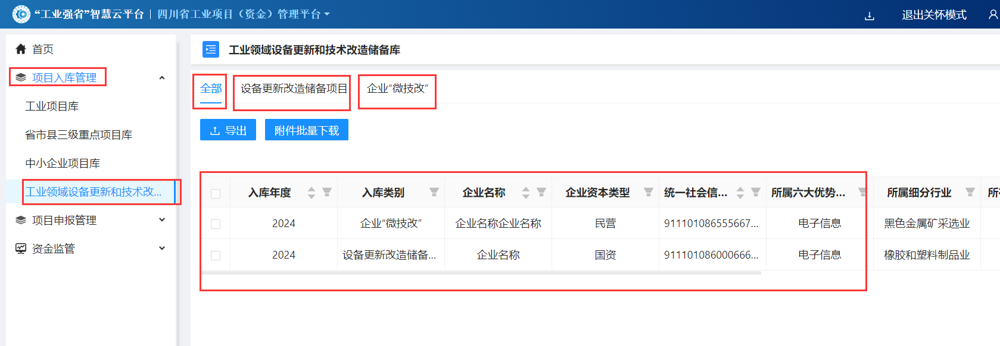 “工业强省”智慧云平台 | 四川省工业项目（资金）管理平台
退出关怀模式
首页
项目入库管理
工业项目库
省市县三级重点项目库
中小企业项目库
工业领域设备更新和技术改...
项目申报管理
资金监管
工业领域设备更新和技术改造储备库
全部 设备更新改造储备项目 企业“微技改”
导出 附件批量下载
入库年度 入库类别 企业名称 企业资本类型 统一社会信... 所属六大优势... 所属细分行业
2024 企业“微技改” 企业名称企业名称 民营 911101086555667... 电子信息 黑色金属矿采选业
2024 设备更新改造储备... 企业名称 国资 911101086000666... 电子信息 橡胶和塑料制品业